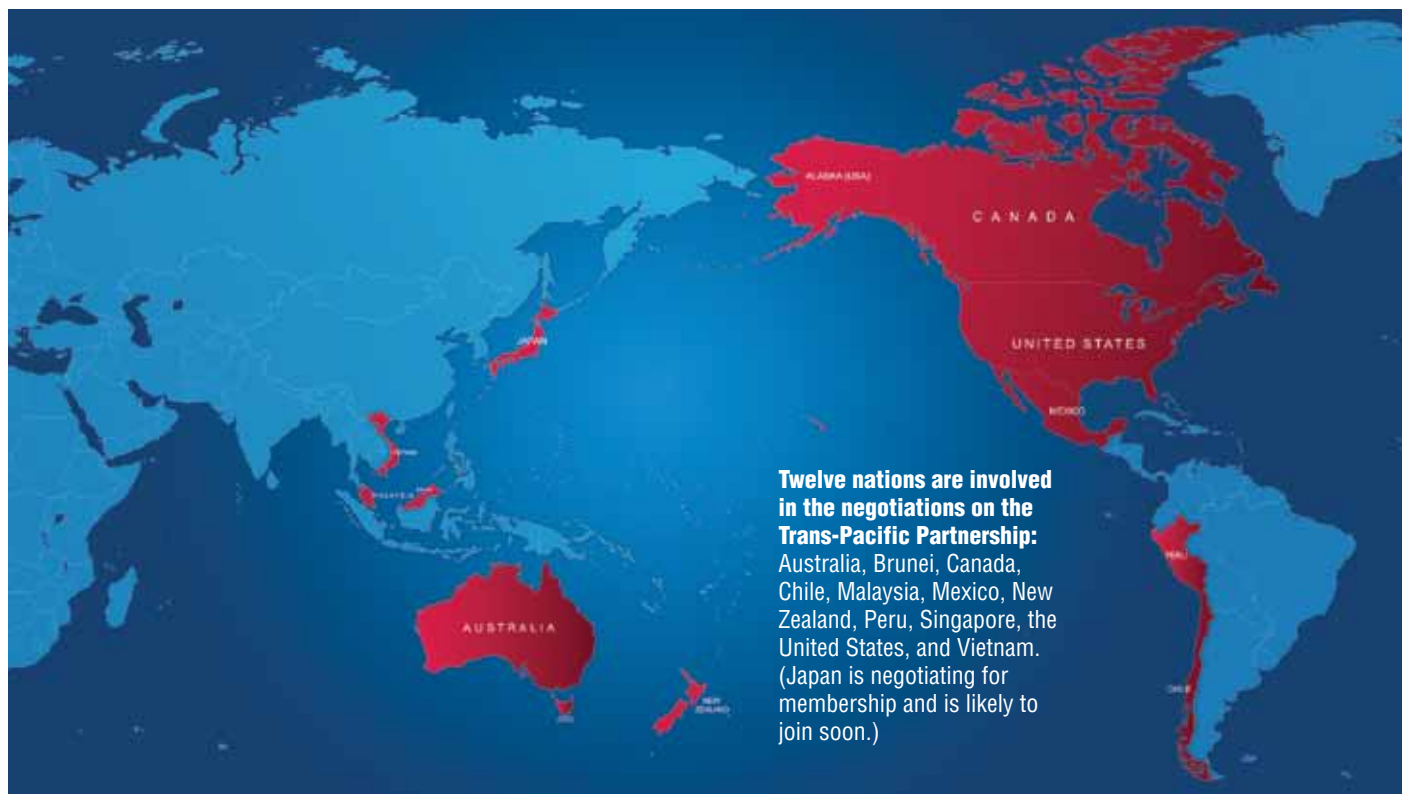 ALASKA (USA)
CANADA
UNITED STATES
MEXICO
JAPAN
VIETNAM
MALAYSIA
AUSTRALIA
NEW
ZEALAND
CHILE
Twelve nations are involved
in the negotiations on the
Trans-Pacific Partnership:
Australia, Brunei, Canada,
Chile, Malaysia, Mexico, New
Zealand, Peru, Singapore, the
United States, and Vietnam.
(Japan is negotiating for
membership and is likely to
join soon.)